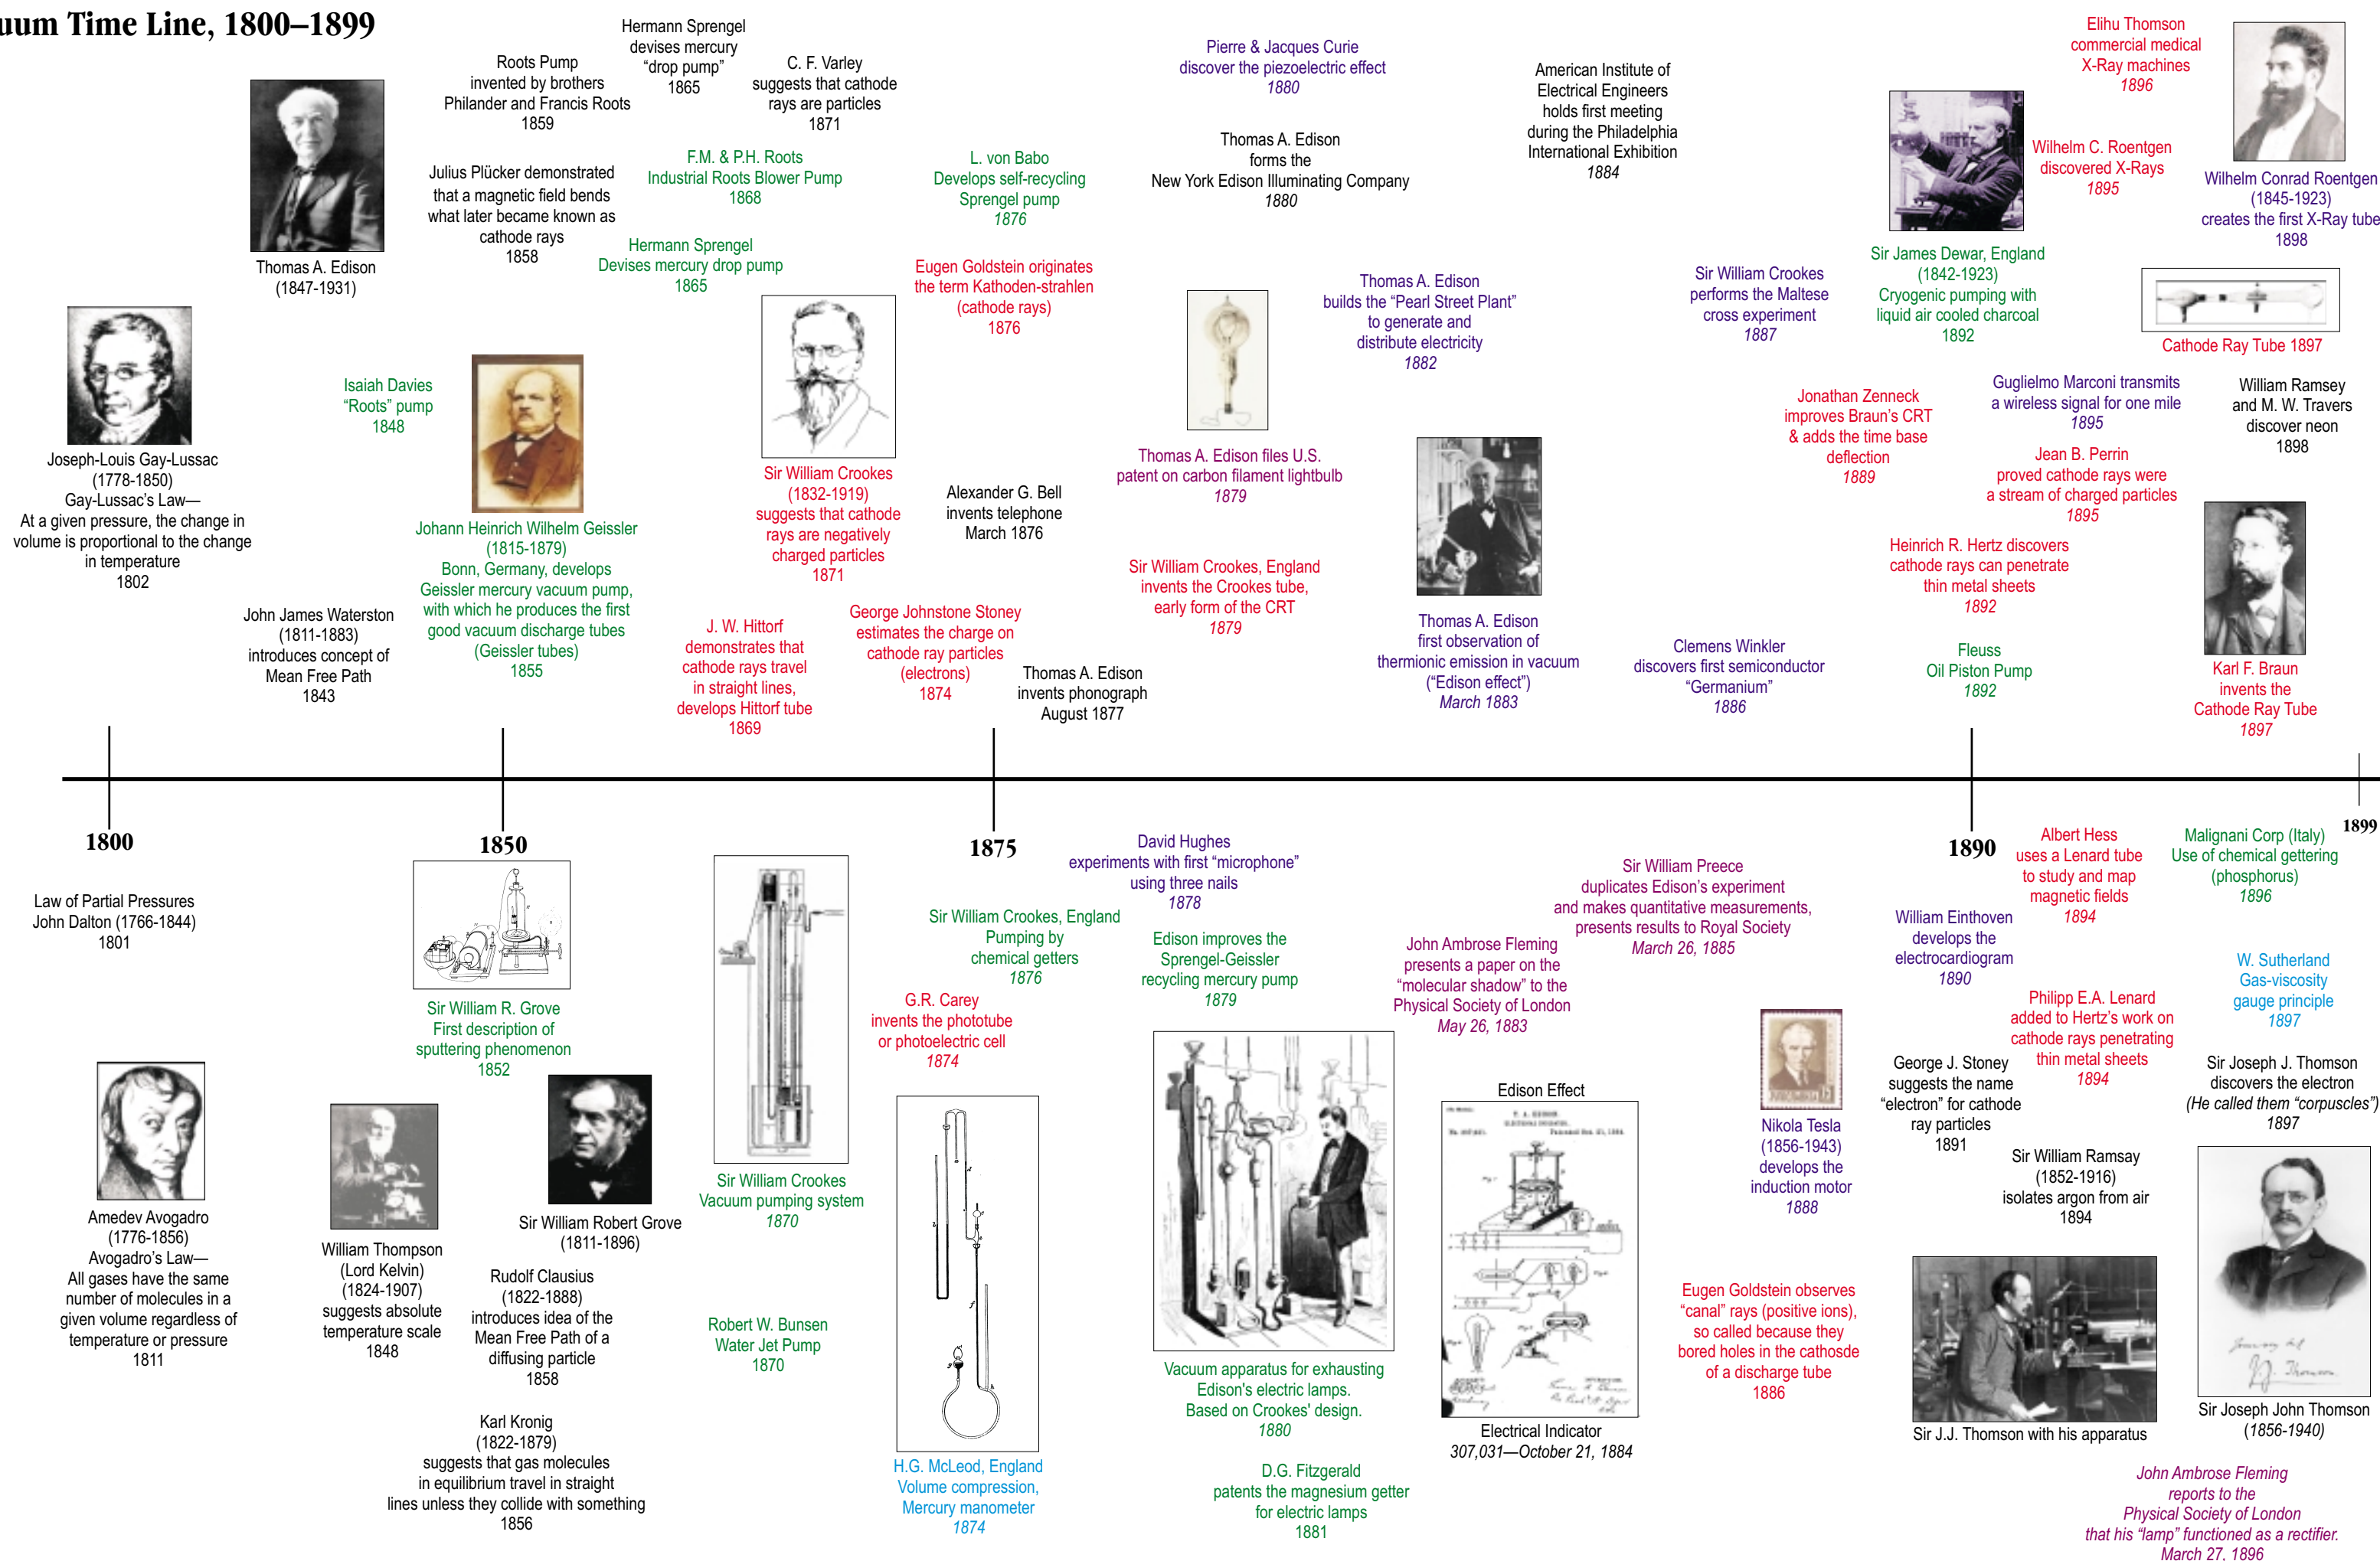 uum Time Line, 1800–1899
Thomas A. Edison
(1847-1931)
Joseph-Louis Gay-Lussac
(1778-1850)
Gay-Lussac's Law—
At a given pressure, the change in
volume is proportional to the change
in temperature
1802
John James Waterston
(1811-1883)
introduces concept of
Mean Free Path
1843
Isaiah Davies
“Roots” pump
1848
Roots Pump
invented by brothers
Philander and Francis Roots
1859
Julius Plücker demonstrated
that a magnetic field bends
what later became known as
cathode rays
1858
Johann Heinrich Wilhelm Geissler
(1815-1879)
Bonn, Germany, develops
Geissler mercury vacuum pump,
with which he produces the first
good vacuum discharge tubes
(Geissler tubes)
1855
Hermann Sprengel
devises mercury
“drop pump”
1865
C. F. Varley
suggests that cathode
rays are particles
1871
F.M. & P.H. Roots
Industrial Roots Blower Pump
1868
Hermann Sprengel
Devises mercury drop pump
1865
Sir William Crookes
(1832-1919)
suggests that cathode
rays are negatively
charged particles
1871
J. W. Hittorf
demonstrates that
cathode rays travel
in straight lines,
develops Hittorf tube
1869
L. von Babo
Develops self-recycling
Sprengel pump
1876
Eugen Goldstein originates
the term Kathoden-strahlen
(cathode rays)
1876
Alexander G. Bell
invents telephone
March 1876
George Johnstone Stoney
estimates the charge on
cathode ray particles
(electrons)
1874
Thomas A. Edison
invents phonograph
August 1877
Pierre & Jacques Curie
discover the piezoelectric effect
1880
Thomas A. Edison
forms the
New York Edison Illuminating Company
1880
Thomas A. Edison files U.S.
patent on carbon filament lightbulb
1879
Sir William Crookes, England
invents the Crookes tube,
early form of the CRT
1879
Thomas A. Edison
builds the “Pearl Street Plant”
to generate and
distribute electricity
1882
Thomas A. Edison
first observation of
thermionic emission in vacuum
(“Edison effect”)
March 1883
American Institute of
Electrical Engineers
holds first meeting
during the Philadelphia
International Exhibition
1884
Sir William Crookes
performs the Maltese
cross experiment
1887
Clemens Winkler
discovers first semiconductor
“Germanium”
1886
Jonathan Zenneck
improves Braun's CRT
& adds the time base
deflection
1889
Sir James Dewar, England
(1842-1923)
Cryogenic pumping with
liquid air cooled charcoal
1892
Elihu Thomson
commercial medical
X-Ray machines
1896
Wilhelm C. Roentgen
discovered X-Rays
1895
Wilhelm Conrad Roentgen
(1845-1923)
creates the first X-Ray tube
1898
Cathode Ray Tube 1897
Guglielmo Marconi transmits
a wireless signal for one mile
1895
Jean B. Perrin
proved cathode rays were
a stream of charged particles
1895
William Ramsey
and M. W. Travers
discover neon
1898
Heinrich R. Hertz discovers
cathode rays can penetrate
thin metal sheets
1892
Fleuss
Oil Piston Pump
1892
Karl F. Braun
invents the
Cathode Ray Tube
1897
1800
1850
1875
1890
1899
Law of Partial Pressures
John Dalton (1766-1844)
1801
Amedev Avogadro
(1776-1856)
Avogadro's Law—
All gases have the same
number of molecules in a
given volume regardless of
temperature or pressure
1811
Sir William R. Grove
First description of
sputtering phenomenon
1852
William Thompson
(Lord Kelvin)
(1824-1907)
suggests absolute
temperature scale
1848
Sir William Robert Grove
(1811-1896)
Rudolf Clausius
(1822-1888)
introduces idea of the
Mean Free Path of a
diffusing particle
1858
Karl Kronig
(1822-1879)
suggests that gas molecules
in equilibrium travel in straight
lines unless they collide with something
1856
Sir William Crookes
Vacuum pumping system
1870
Robert W. Bunsen
Water Jet Pump
1870
David Hughes
experiments with first “microphone”
using three nails
1878
Sir William Crookes, England
Pumping by
chemical getters
1876
G.R. Carey
invents the phototube
or photoelectric cell
1874
H.G. McLeod, England
Volume compression,
Mercury manometer
1874
Edison improves the
Sprengel-Geissler
recycling mercury pump
1879
Vacuum apparatus for exhausting
Edison's electric lamps.
Based on Crookes' design.
1880
D.G. Fitzgerald
patents the magnesium getter
for electric lamps
1881
John Ambrose Fleming
presents a paper on the
“molecular shadow” to the
Physical Society of London
May 26, 1883
Sir William Preece
duplicates Edison's experiment
and makes quantitative measurements,
presents results to Royal Society
March 26, 1885
Edison Effect
T. A. EDISON.
ELECTRICAL INDICATOR.
Patented Oct. 21, 1884.
Electrical Indicator
307,031—October 21, 1884
Nikola Tesla
(1856-1943)
develops the
induction motor
1888
Eugen Goldstein observes
“canal” rays (positive ions),
so called because they
bored holes in the cathosde
of a discharge tube
1886
William Einthoven
develops the
electrocardiogram
1890
George J. Stoney
suggests the name
“electron” for cathode
ray particles
1891
Albert Hess
uses a Lenard tube
to study and map
magnetic fields
1894
Philipp E.A. Lenard
added to Hertz's work on
cathode rays penetrating
thin metal sheets
1894
Sir William Ramsay
(1852-1916)
isolates argon from air
1894
Sir J.J. Thomson with his apparatus
Malignani Corp (Italy)
Use of chemical gettering
(phosphorus)
1896
W. Sutherland
Gas-viscosity
gauge principle
1897
Sir Joseph J. Thomson
discovers the electron
(He called them “corpuscles”)
1897
J.J. Thomson
Sir Joseph John Thomson
(1856-1940)
John Ambrose Fleming
reports to the
Physical Society of London
that his “lamp” functioned as a rectifier.
March 27, 1896